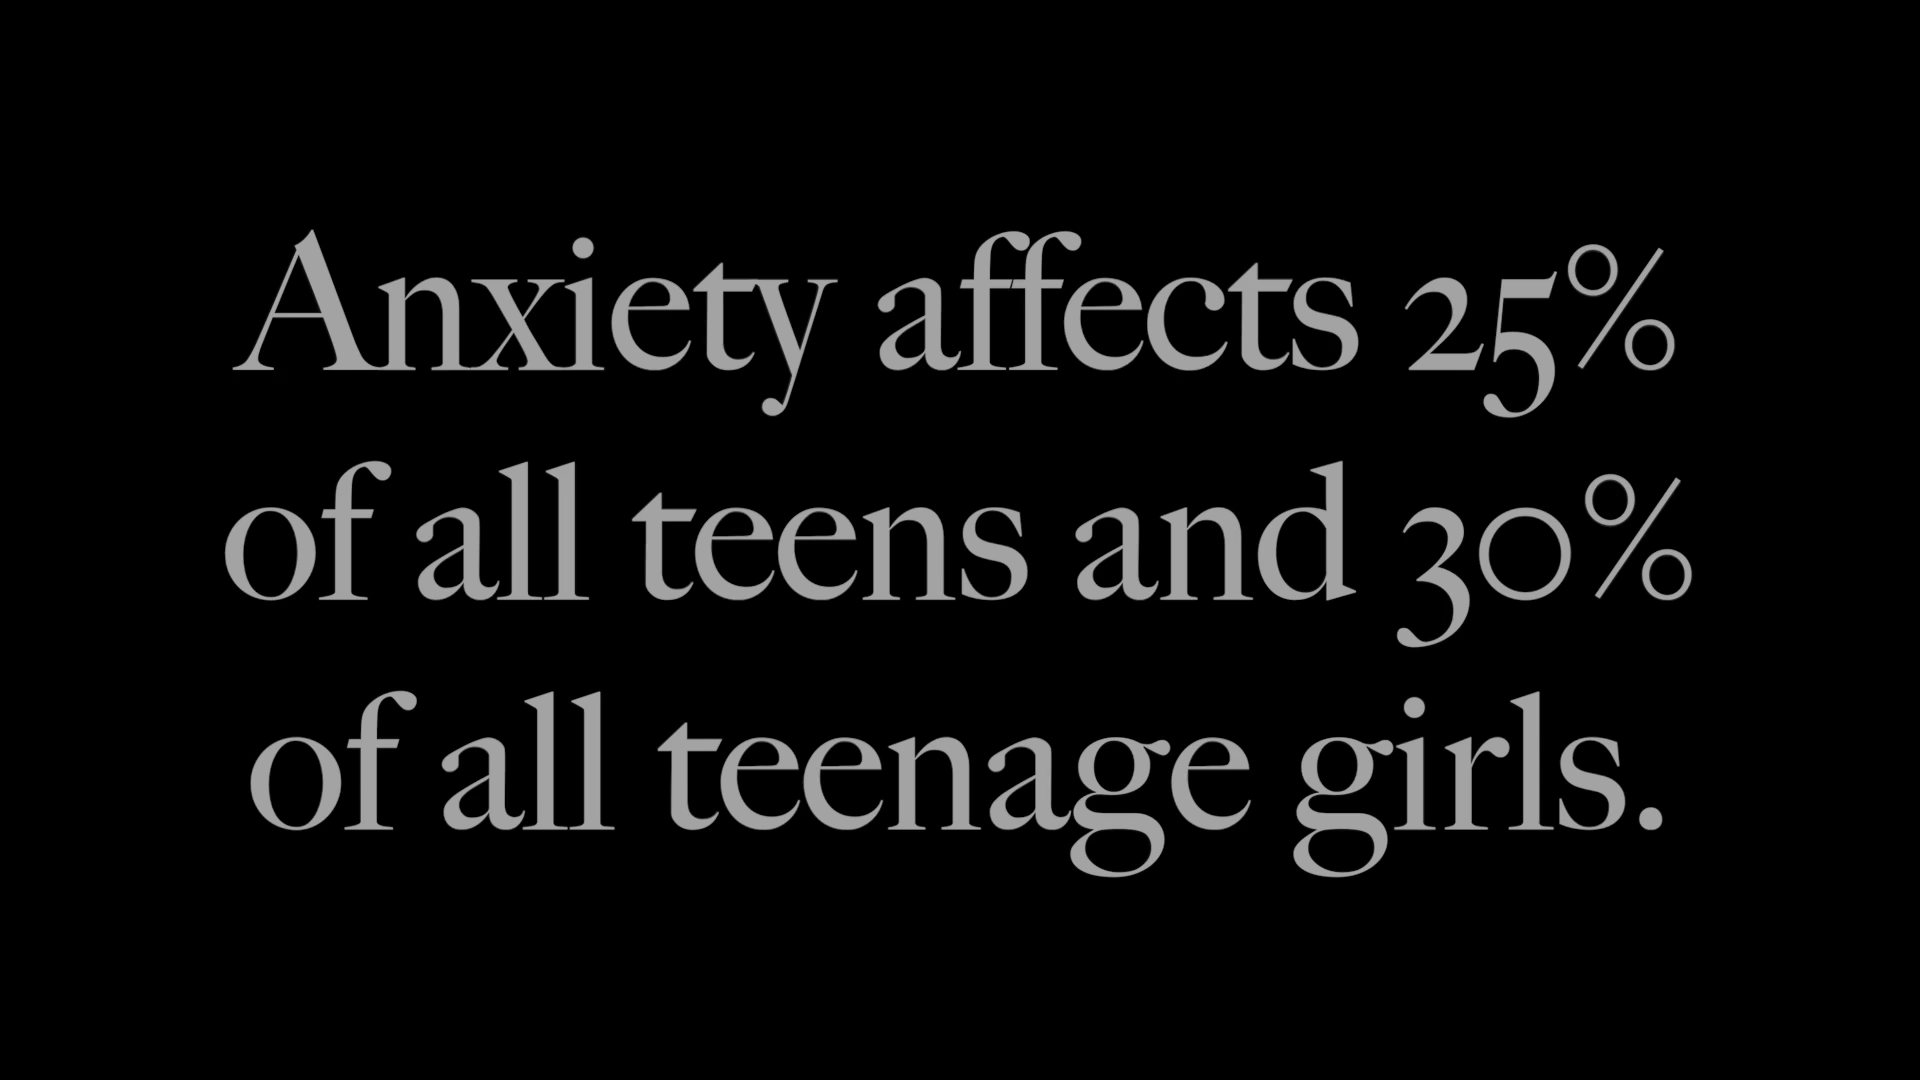 Anxiety affects 25%
of all teens and 30%
of all teenage girls.